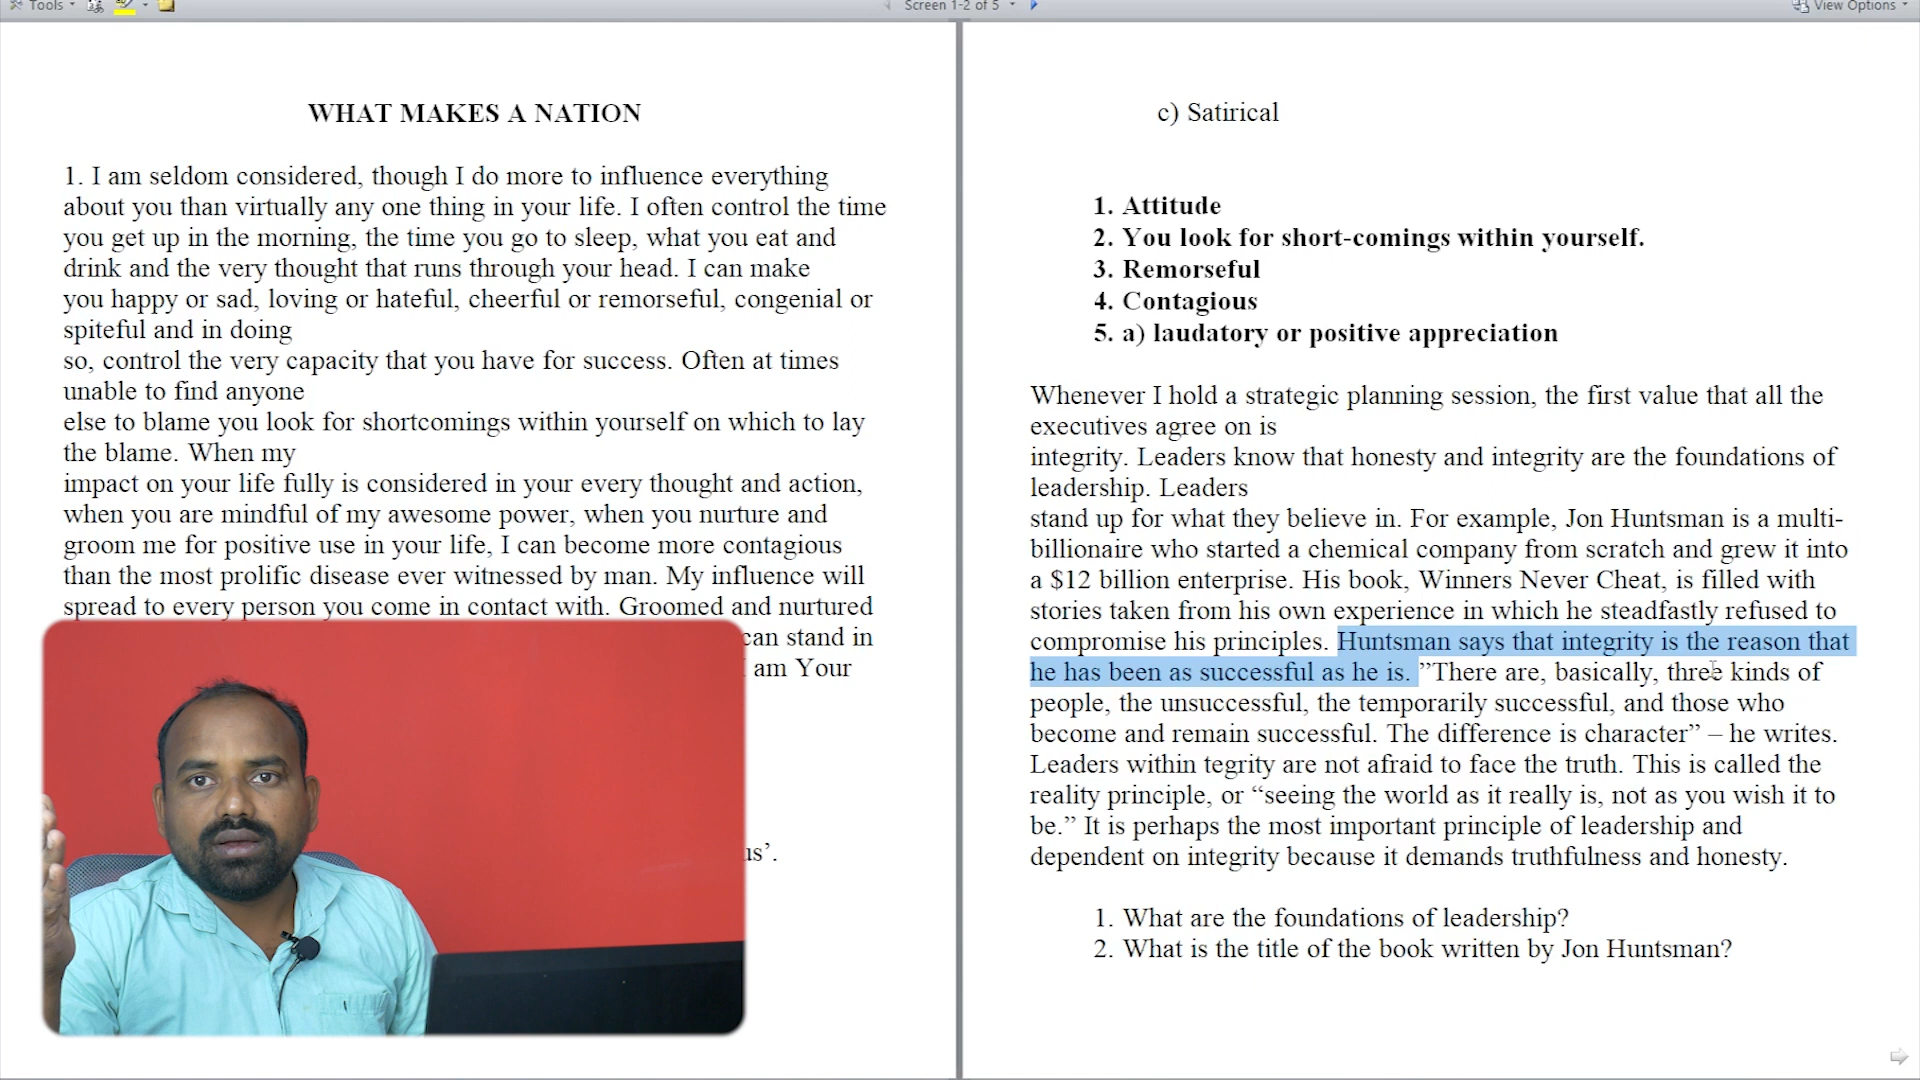 Tools
Screen 1-2 of 5
View Options
WHAT MAKES A NATION
1. I am seldom considered, though I do more to influence everything
about you than virtually any one thing in your life. I often control the time
you get up in the morning, the time you go to sleep, what you eat and
drink and the very thought that runs through your head. I can make
you happy or sad, loving or hateful, cheerful or remorseful, congenial or
spiteful and in doing
so, control the very capacity that you have for success. Often at times
unable to find anyone
else to blame you look for shortcomings within yourself on which to lay
the blame. When my
impact on your life fully is considered in your every thought and action,
when you are mindful of my awesome power, when you nurture and
groom me for positive use in your life, I can become more contagious
than the most prolific disease ever witnessed by man. My influence will
spread to every person you come in contact with. Groomed and nurtured
can stand in
am Your
us’.
c) Satirical
1. Attitude
2. You look for short-comings within yourself.
3. Remorseful
4. Contagious
5. a) laudatory or positive appreciation
Whenever I hold a strategic planning session, the first value that all the
executives agree on is
integrity. Leaders know that honesty and integrity are the foundations of
leadership. Leaders
stand up for what they believe in. For example, Jon Huntsman is a multi-
billionaire who started a chemical company from scratch and grew it into
a $12 billion enterprise. His book, Winners Never Cheat, is filled with
stories taken from his own experience in which he steadfastly refused to
compromise his principles. Huntsman says that integrity is the reason that
he has been as successful as he is. ”There are, basically, three kinds of
people, the unsuccessful, the temporarily successful, and those who
become and remain successful. The difference is character” – he writes.
Leaders within tegrity are not afraid to face the truth. This is called the
reality principle, or “seeing the world as it really is, not as you wish it to
be.” It is perhaps the most important principle of leadership and
dependent on integrity because it demands truthfulness and honesty.
1. What are the foundations of leadership?
2. What is the title of the book written by Jon Huntsman?